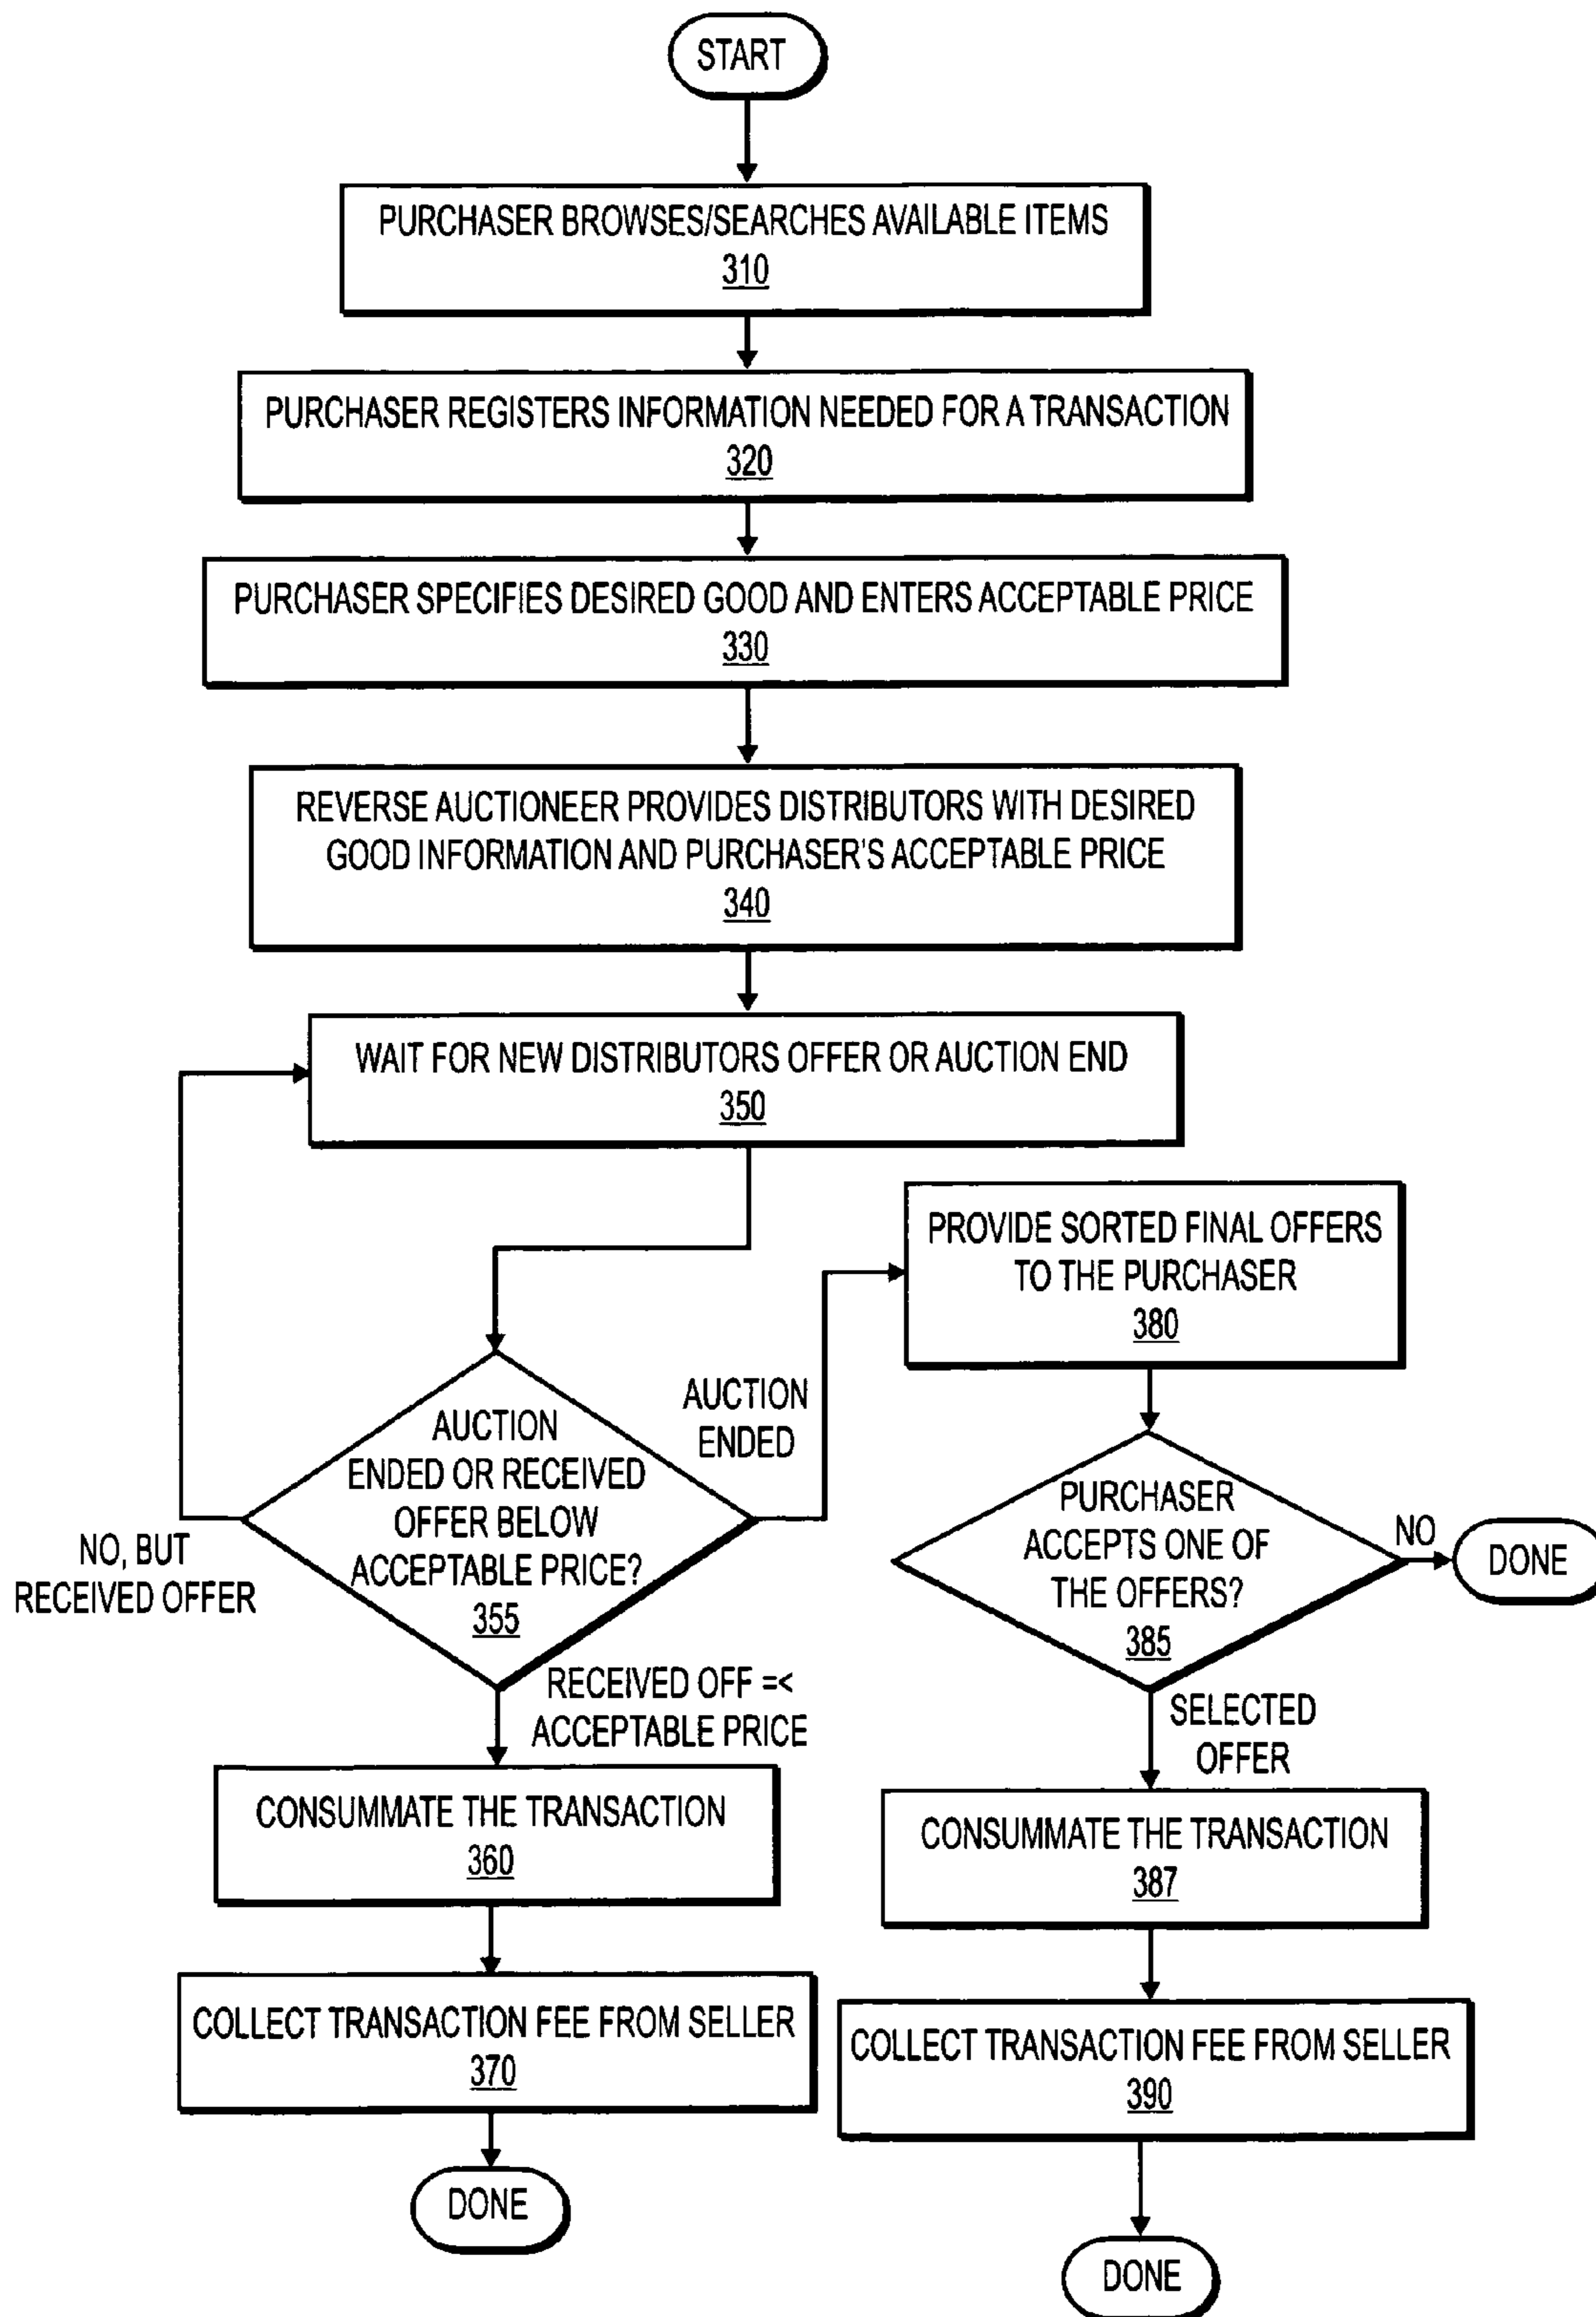 START
PURCHASER BROWSES/SEARCHES AVAILABLE ITEMS
310
PURCHASER REGISTERS INFORMATION NEEDED FOR A TRANSACTION
320
PURCHASER SPECIFIES DESIRED GOOD AND ENTERS ACCEPTABLE PRICE
330
REVERSE AUCTIONEER PROVIDES DISTRIBUTORS WITH DESIRED
GOOD INFORMATION AND PURCHASER'S ACCEPTABLE PRICE
340
WAIT FOR NEW DISTRIBUTORS OFFER OR AUCTION END
350
AUCTION
ENDED OR RECEIVED
OFFER BELOW
ACCEPTABLE PRICE?
355
NO, BUT
RECEIVED OFFER
AUCTION
ENDED
RECEIVED OFF =<
ACCEPTABLE PRICE
CONSUMMATE THE TRANSACTION
360
COLLECT TRANSACTION FEE FROM SELLER
370
DONE
PROVIDE SORTED FINAL OFFERS
TO THE PURCHASER
380
PURCHASER
ACCEPTS ONE OF
THE OFFERS?
385
NO
DONE
SELECTED
OFFER
CONSUMMATE THE TRANSACTION
387
COLLECT TRANSACTION FEE FROM SELLER
390
DONE